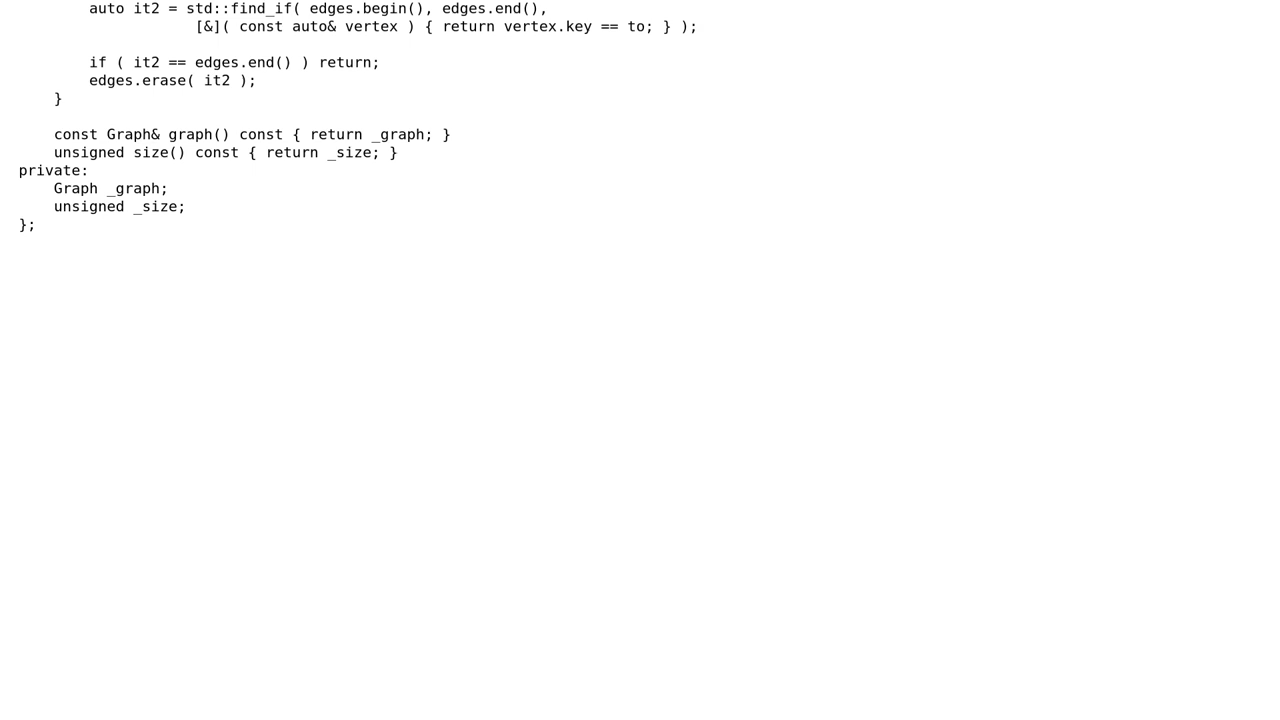 auto it2 = std::find_if( edges.begin(), edges.end(),
                    [&]( const auto& vertex ) { return vertex.key == to; } );

        if ( it2 == edges.end() ) return;
        edges.erase( it2 );
    }

    const Graph& graph() const { return _graph; }
    unsigned size() const { return _size; }
private:
    Graph _graph;
    unsigned _size;
};